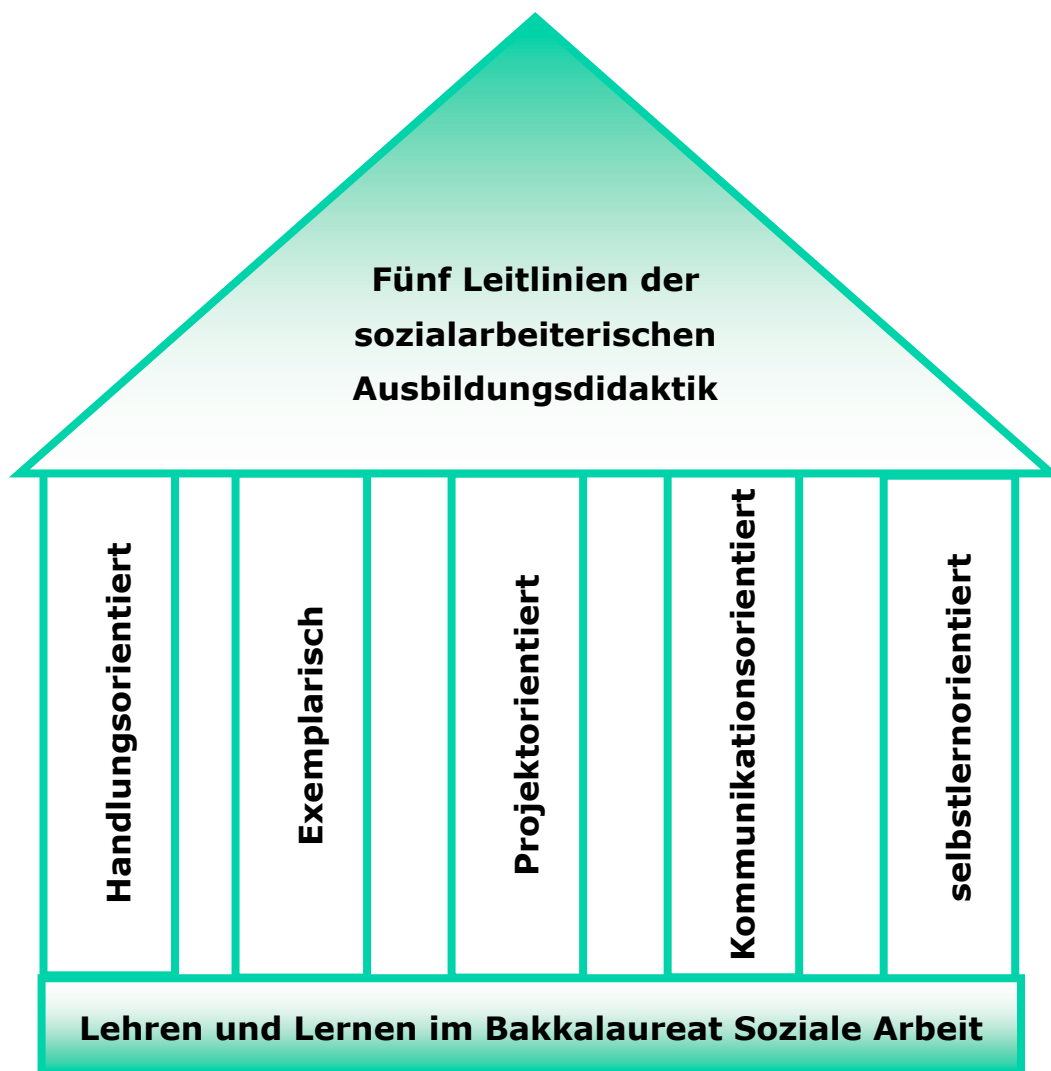 Fünf Leitlinien der
sozialarbeiterischen
Ausbildungsdidaktik
Handlungsorientiert
Exemplarisch
Projektorientiert
Kommunikationsorientiert
selbstlernorientiert
Lehren und Lernen im Bakkalaureat Soziale Arbeit